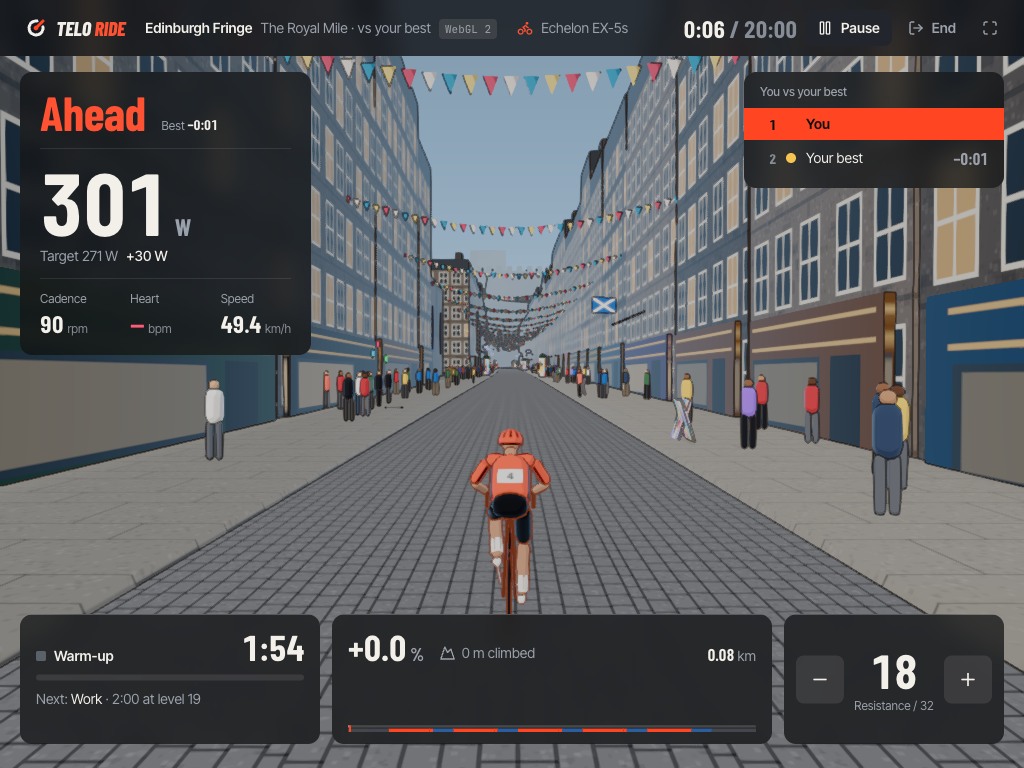 TELO RIDE Edinburgh Fringe The Royal Mile · vs your best WebGL 2 Echelon EX-5s 0:06 / 20:00 Pause End
Ahead Best −0:01
301 W
Target 271 W +30 W
Cadence Heart Speed
90 rpm – bpm 49.4 km/h
You vs your best
1 You
2 Your best −0:01
4
Warm-up 1:54
Next: Work · 2:00 at level 19
+0.0 % 0 m climbed 0.08 km
− 18 +
Resistance / 32